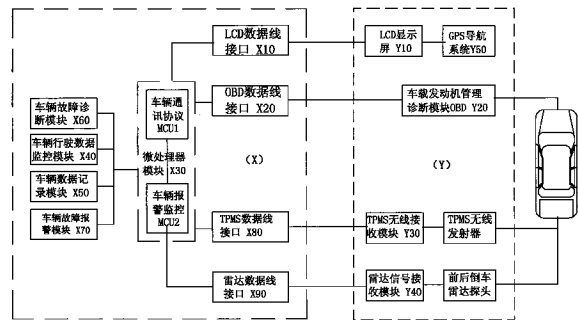 LCD数据线
接口 X10
LCD显示
屏 Y10
GPS导航
系统Y50
OBD数据线
接口 X20
车载发动机管理
诊断模块OBD Y20
车辆故障诊
断模块 X60
车辆行驶数据
监控模块 X40
车辆数据记
录模块 X50
车辆故障报
警模块 X70
车辆通
讯协议
MCU1
微处理器
模块 X30
车辆报
警监控
MCU2
(X)
(Y)
TPMS数据线
接口 X80
TPMS无线接
收模块 Y30
TPMS无线
发射器
雷达数据线
接口 X90
雷达信号接
收模块 Y40
前后倒车
雷达探头